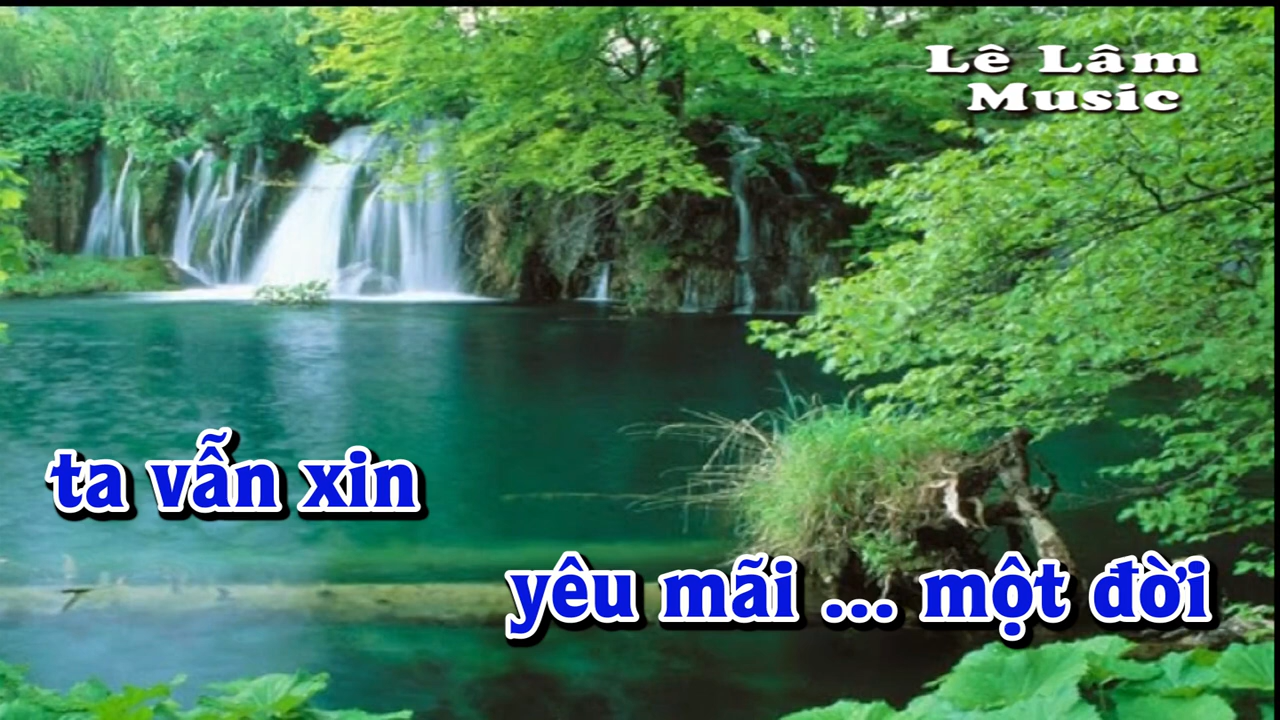 Lê Lâm
Music
ta vẫn xin
yêu mãi ... một đời